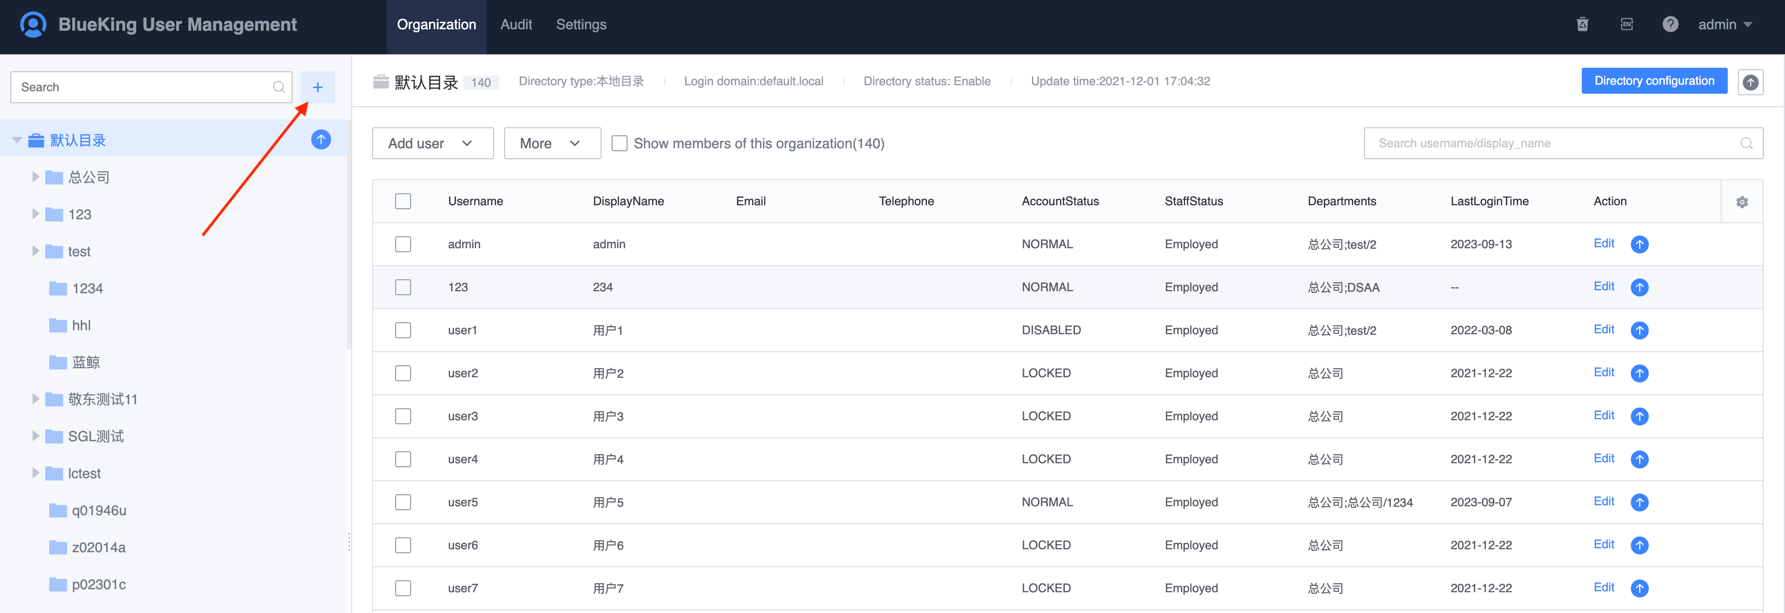 BlueKing User Management Organization Audit Settings EN ? admin
Search +
默认目录 140 Directory type:本地目录 Login domain:default.local Directory status: Enable Update time:2021-12-01 17:04:32 Directory configuration
默认目录
总公司
123
test
1234
hhl
蓝鲸
敬东测试11
SGL测试
lctest
q01946u
z02014a
p02301c
Add user More Show members of this organization(140) Search username/display_name
Username DisplayName Email Telephone AccountStatus StaffStatus Departments LastLoginTime Action
admin admin NORMAL Employed 总公司;test/2 2023-09-13 Edit
123 234 NORMAL Employed 总公司;DSAA -- Edit
user1 用户1 DISABLED Employed 总公司;test/2 2022-03-08 Edit
user2 用户2 LOCKED Employed 总公司 2021-12-22 Edit
user3 用户3 LOCKED Employed 总公司 2021-12-22 Edit
user4 用户4 LOCKED Employed 总公司 2021-12-22 Edit
user5 用户5 NORMAL Employed 总公司;总公司/1234 2023-09-07 Edit
user6 用户6 LOCKED Employed 总公司 2021-12-22 Edit
user7 用户7 LOCKED Employed 总公司 2021-12-22 Edit